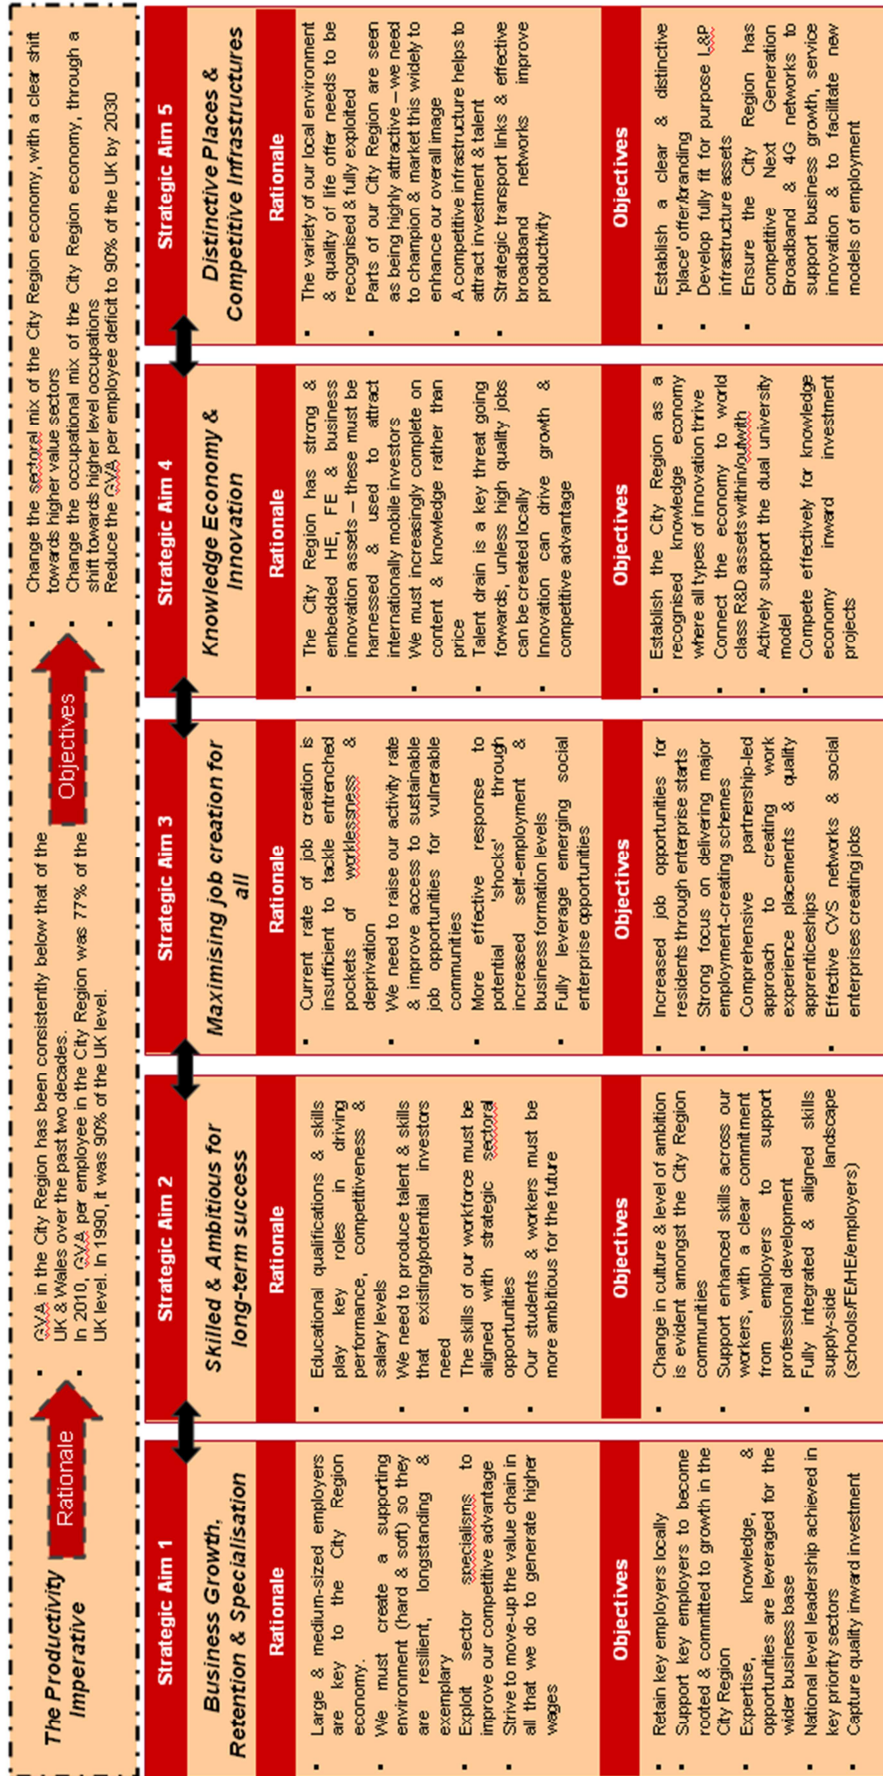 The Productivity
Imperative
Rationale
▪ GVA in the City Region has been consistently below that of the
UK & Wales over the past two decades.
▪ In 2010, GVA per employee in the City Region was 77% of the
UK level. In 1990, it was 90% of the UK level.
Objectives
▪ Change the sectoral mix of the City Region economy, with a clear shift
towards higher value sectors
▪ Change the occupational mix of the City Region economy, through a
shift towards higher level occupations
▪ Reduce the GVA per employee deficit to 90% of the UK by 2030
Strategic Aim 1
Business Growth,
Retention & Specialisation
Rationale
▪ Large & medium-sized employers
are key to the City Region
economy.
▪ We must create a supporting
environment (hard & soft) so they
are resilient, longstanding &
exemplary
▪ Exploit sector specialisms to
improve our competitive advantage
▪ Strive to move-up the value chain in
all that we do to generate higher
wages
Objectives
▪ Retain key employers locally
▪ Support key employers to become
rooted & committed to growth in the
City Region
▪ Expertise, knowledge, &
opportunities are leveraged for the
wider business base
▪ National level leadership achieved in
key priority sectors
▪ Capture quality inward investment
Strategic Aim 2
Skilled & Ambitious for
long-term success
Rationale
▪ Educational qualifications & skills
play key roles in driving
performance, competitiveness &
salary levels
▪ We need to produce talent & skills
that existing/potential investors
need
▪ The skills of our workforce must be
aligned with strategic sectoral
opportunities
▪ Our students & workers must be
more ambitious for the future
Objectives
▪ Change in culture & level of ambition
is evident amongst the City Region
communities
▪ Support enhanced skills across our
workers, with a clear commitment
from employers to support
professional development
▪ Fully integrated & aligned skills
supply-side landscape
(schools/FE/HE/employers)
Strategic Aim 3
Maximising job creation for
all
Rationale
▪ Current rate of job creation is
insufficient to tackle entrenched
pockets of worklessness &
deprivation
▪ We need to raise our activity rate
& improve access to sustainable
job opportunities for vulnerable
communities
▪ More effective response to
potential 'shocks' through
increased self-employment &
business formation levels
▪ Fully leverage emerging social
enterprise opportunities
Objectives
▪ Increased job opportunities for
residents through enterprise starts
▪ Strong focus on delivering major
employment-creating schemes
▪ Comprehensive partnership-led
approach to creating work
experience placements & quality
apprenticeships
▪ Effective CVS networks & social
enterprises creating jobs
Strategic Aim 4
Knowledge Economy &
Innovation
Rationale
▪ The City Region has strong &
embedded HE, FE & business
innovation assets – these must be
harnessed & used to attract
internationally mobile investors
▪ We must increasingly complete on
content & knowledge rather than
price
▪ Talent drain is a key threat going
forwards, unless high quality jobs
can be created locally
▪ Innovation can drive growth &
competitive advantage
Objectives
▪ Establish the City Region as a
recognised knowledge economy
where all types of innovation thrive
▪ Connect the economy to world
class R&D assets within/outwith
▪ Actively support the dual university
model
▪ Compete effectively for knowledge
economy inward investment
projects
Strategic Aim 5
Distinctive Places &
Competitive Infrastructures
Rationale
▪ The variety of our local environment
& quality of life offer needs to be
recognised & fully exploited
▪ Parts of our City Region are seen
as being highly attractive – we need
to champion & market this widely to
enhance our overall image
▪ A competitive infrastructure helps to
attract investment & talent
▪ Strategic transport links & effective
broadband networks improve
productivity
Objectives
▪ Establish a clear & distinctive
'place' offer/branding
▪ Develop fully fit for purpose L&P
infrastructure assets
▪ Ensure the City Region has
competitive Next Generation
Broadband & 4G networks to
support business growth, service
innovation & to facilitate new
models of employment